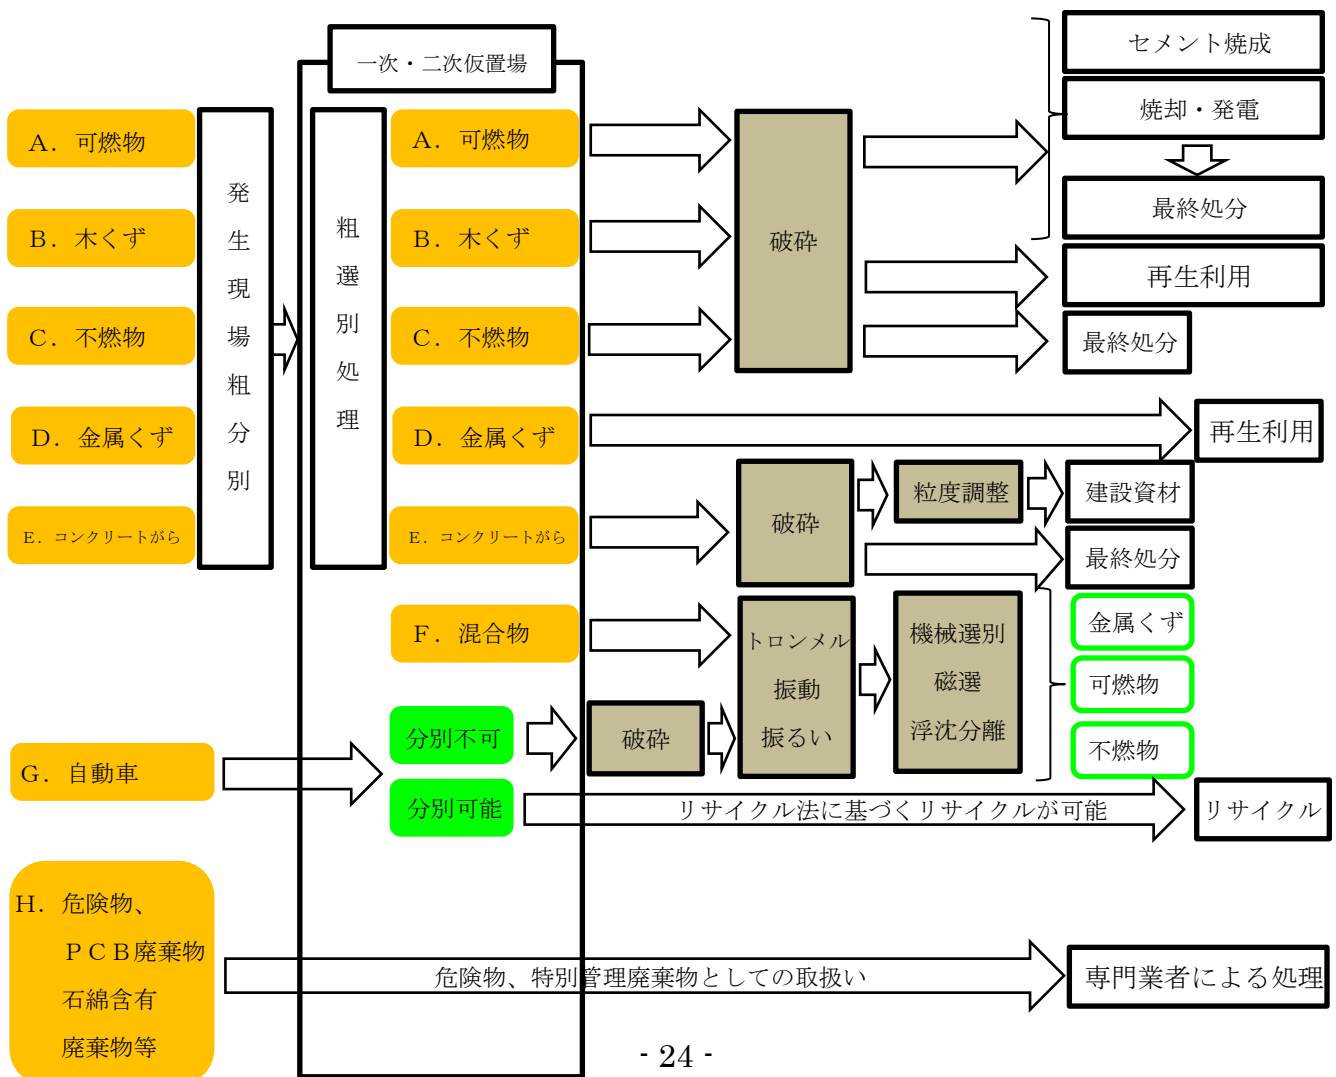 一次・二次仮置場
A．可燃物
B．木くず
C．不燃物
D．金属くず
E．コンクリートがら
発生現場粗分別
粗選別処理
A．可燃物
B．木くず
C．不燃物
D．金属くず
E．コンクリートがら
F．混合物
破砕
セメント焼成
焼却・発電
最終処分
再生利用
最終処分
再生利用
破砕
粒度調整
建設資材
最終処分
トロンメル
振動
振るい
機械選別
磁選
浮沈分離
金属くず
可燃物
不燃物
G．自動車
分別不可
破砕
分別可能
リサイクル法に基づくリサイクルが可能
リサイクル
H．危険物、
ＰＣＢ廃棄物
石綿含有
廃棄物等
危険物、特別管理廃棄物としての取扱い
専門業者による処理
- 24 -